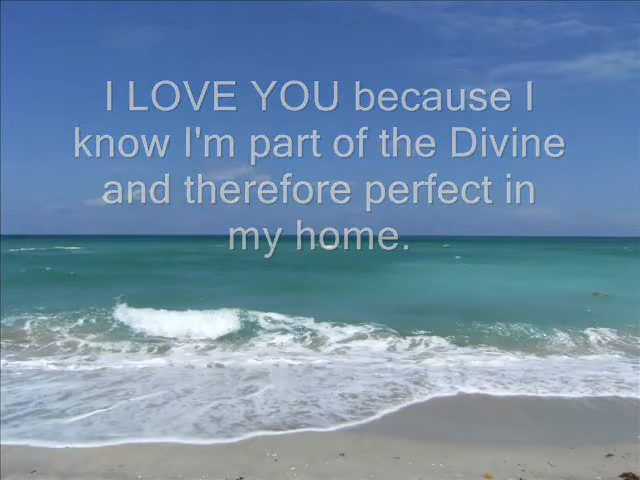 I LOVE YOU because I
know I'm part of the Divine
and therefore perfect in
my home.